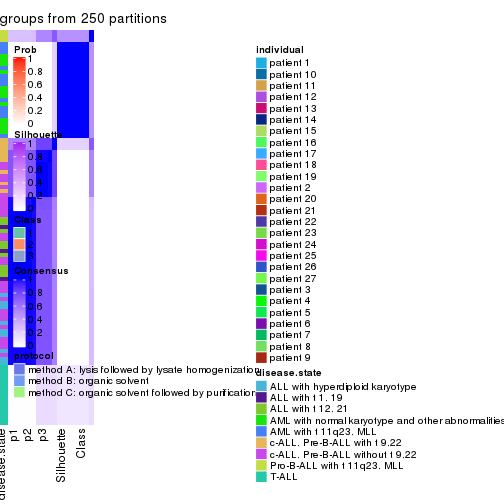 groups from 250 partitions
Prob
1
0.8
0.6
0.4
0.2
0
Silhouette
1
0.8
0.6
0.4
0.2
0
Class
1
2
3
Consensus
1
0.8
0.6
0.4
0.2
0
protocol
method A: lysis followed by lysate homogenization
method B: organic solvent
method C: organic solvent followed by purification
disease.state
p1
p2
p3
Silhouette
Class
individual
patient 1
patient 10
patient 11
patient 12
patient 13
patient 14
patient 15
patient 16
patient 17
patient 18
patient 19
patient 2
patient 20
patient 21
patient 22
patient 23
patient 24
patient 25
patient 26
patient 27
patient 3
patient 4
patient 5
patient 6
patient 7
patient 8
patient 9
disease.state
ALL with hyperdiploid karyotype
ALL with t 1. 19
ALL with t 12. 21
AML with normal karyotype and other abnormalities
AML with t 11q23. MLL
c-ALL. Pre-B-ALL with t 9.22
c-ALL. Pre-B-ALL without t 9.22
Pro-B-ALL with t 11q23. MLL
T-ALL